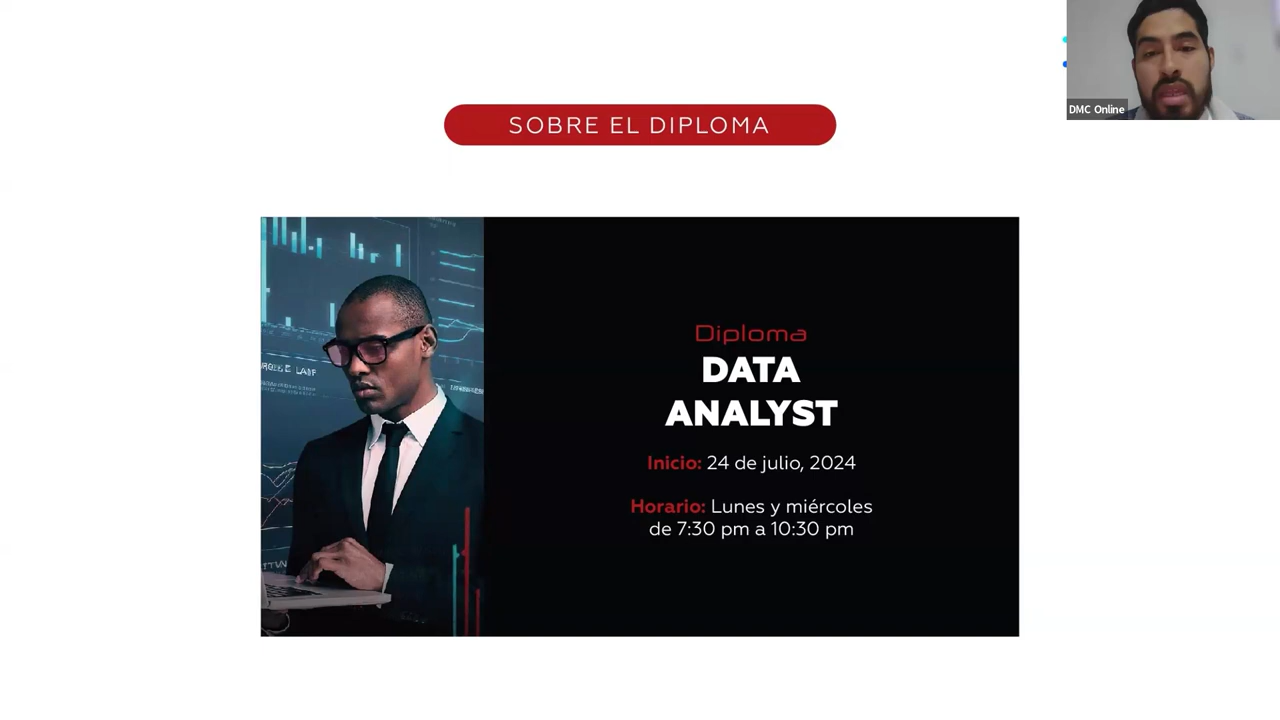 SOBRE EL DIPLOMA
DMC Online
Diploma
DATA
ANALYST
Inicio: 24 de julio, 2024
Horario: Lunes y miércoles
de 7:30 pm a 10:30 pm